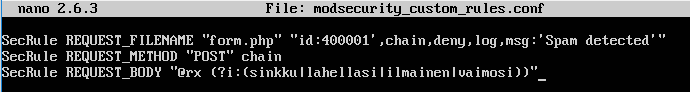 nano 2.6.3 File: modsecurity_custom_rules.conf
SecRule REQUEST_FILENAME "form.php" "id:400001',chain,deny,log,msg:'Spam detected'"
SecRule REQUEST_METHOD "POST" chain
SecRule REQUEST_BODY "@rx (?i:(sinkku|lahellasi|ilmainen|vaimosi))"